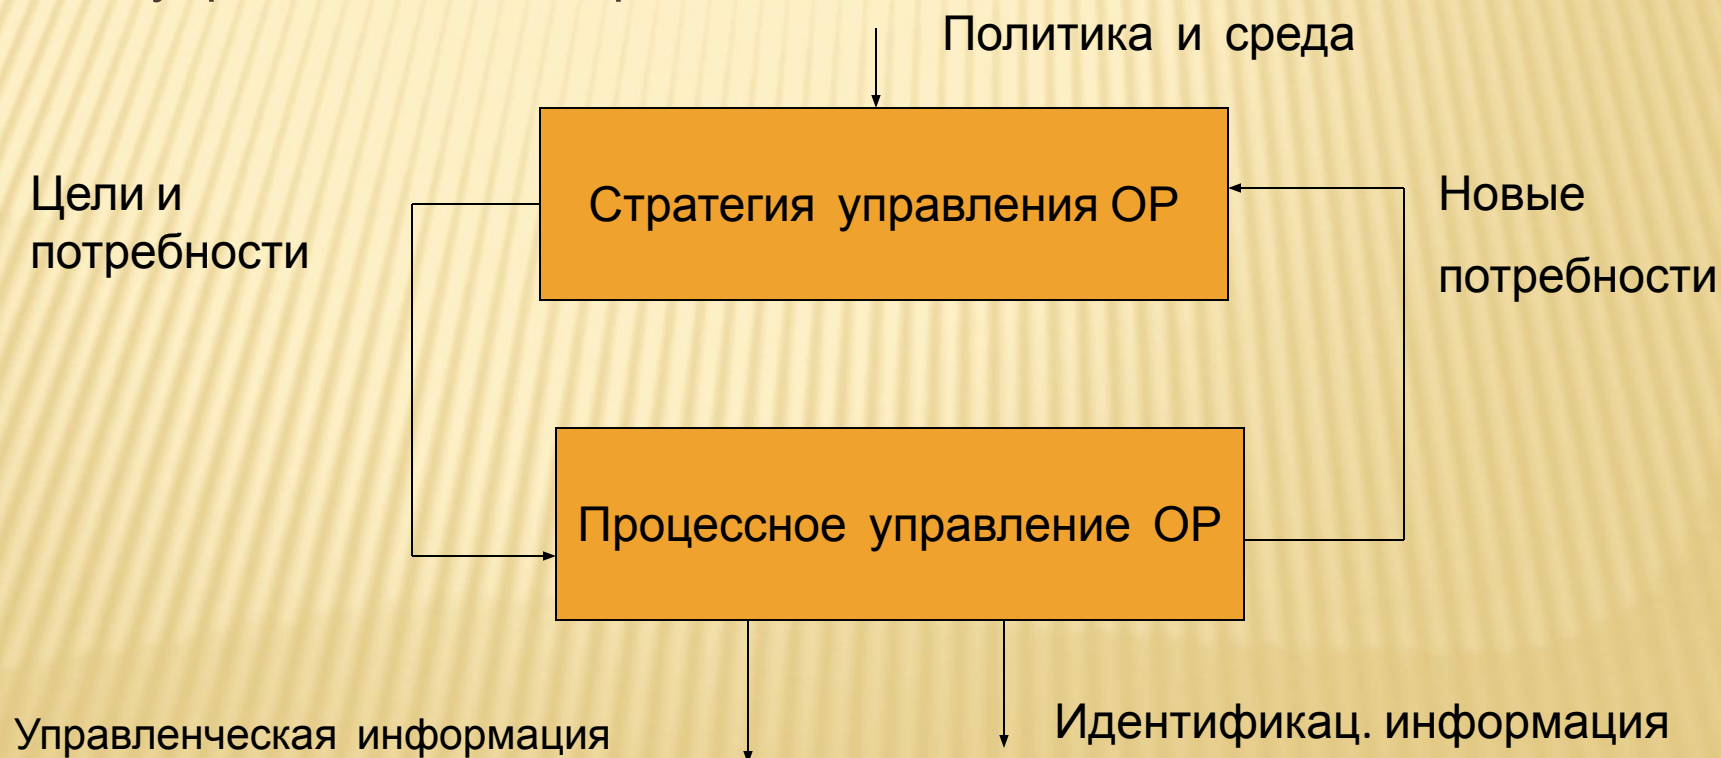 Политика и среда
Стратегия управления ОР
Цели и
потребности
Новые
потребности
Процессное управление ОР
Управленческая информация
Идентификац. информация